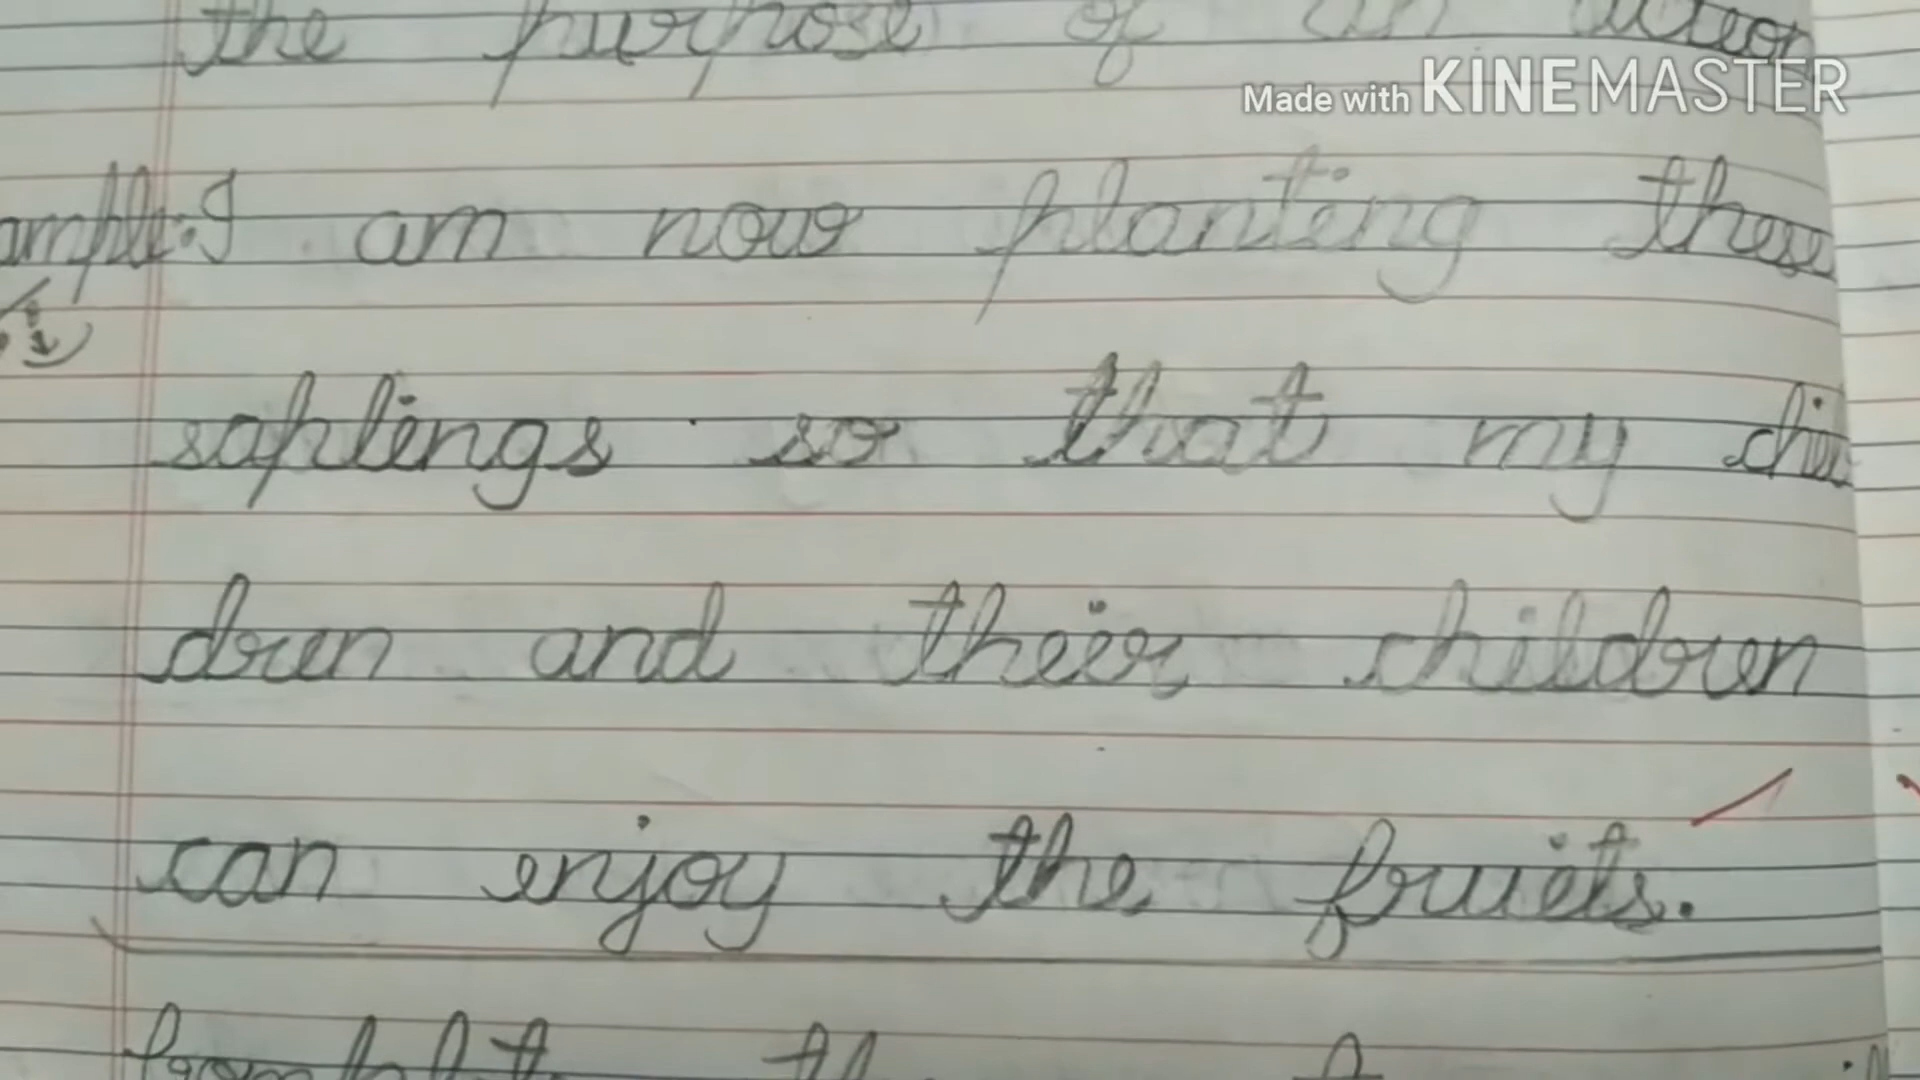 the purpose of an action
Made with KINEMASTER
ample:I am now planting these
saplings so that my chil
dren and their children
can enjoy the fruits.